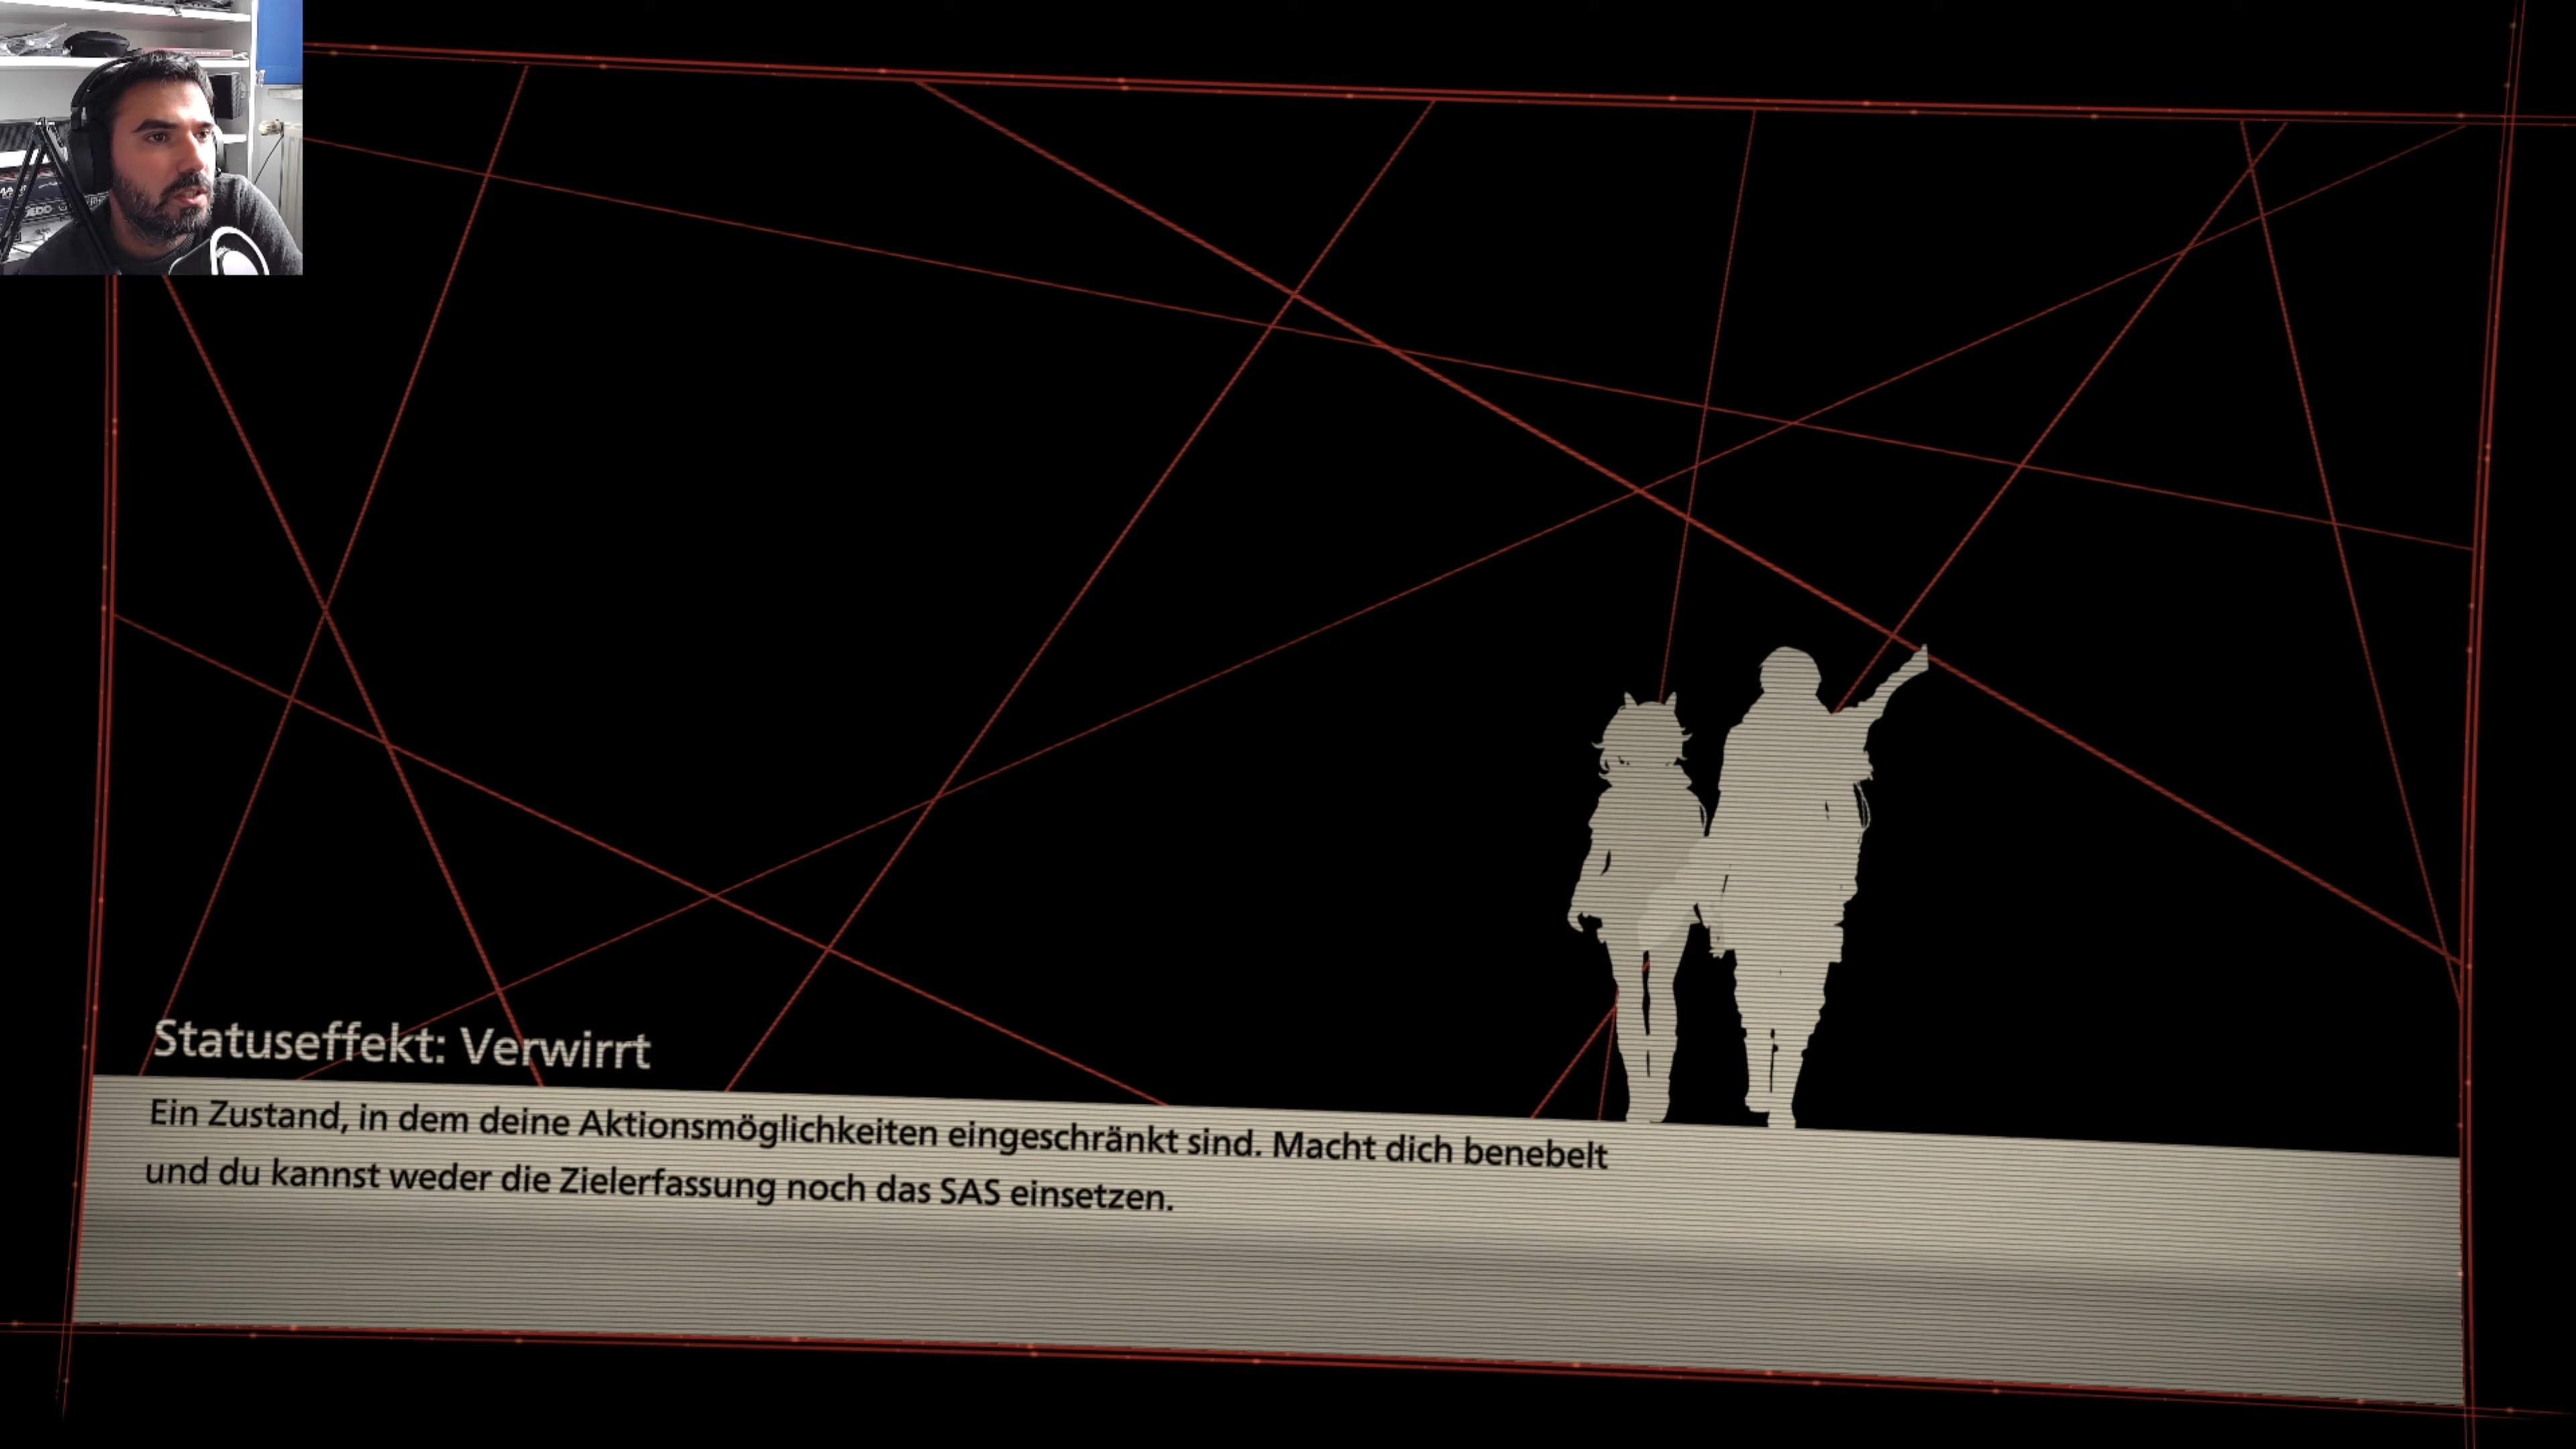 Statuseffekt: Verwirrt
Ein Zustand, in dem deine Aktionsmöglichkeiten eingeschränkt sind. Macht dich benebelt
und du kannst weder die Zielerfassung noch das SAS einsetzen.